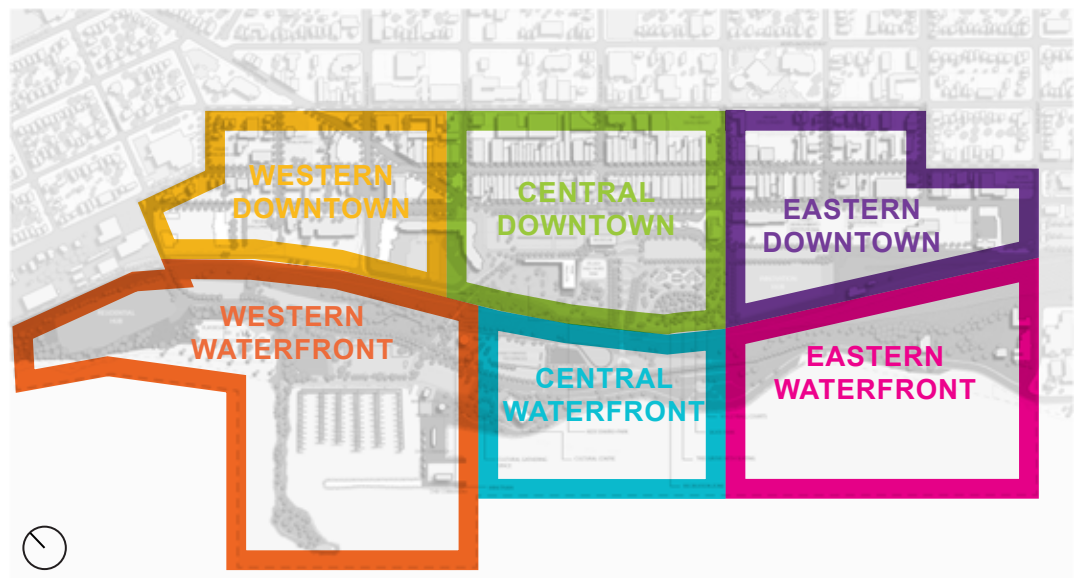 WESTERN
DOWNTOWN
CENTRAL
DOWNTOWN
EASTERN
DOWNTOWN
WESTERN
WATERFRONT
CENTRAL
WATERFRONT
EASTERN
WATERFRONT